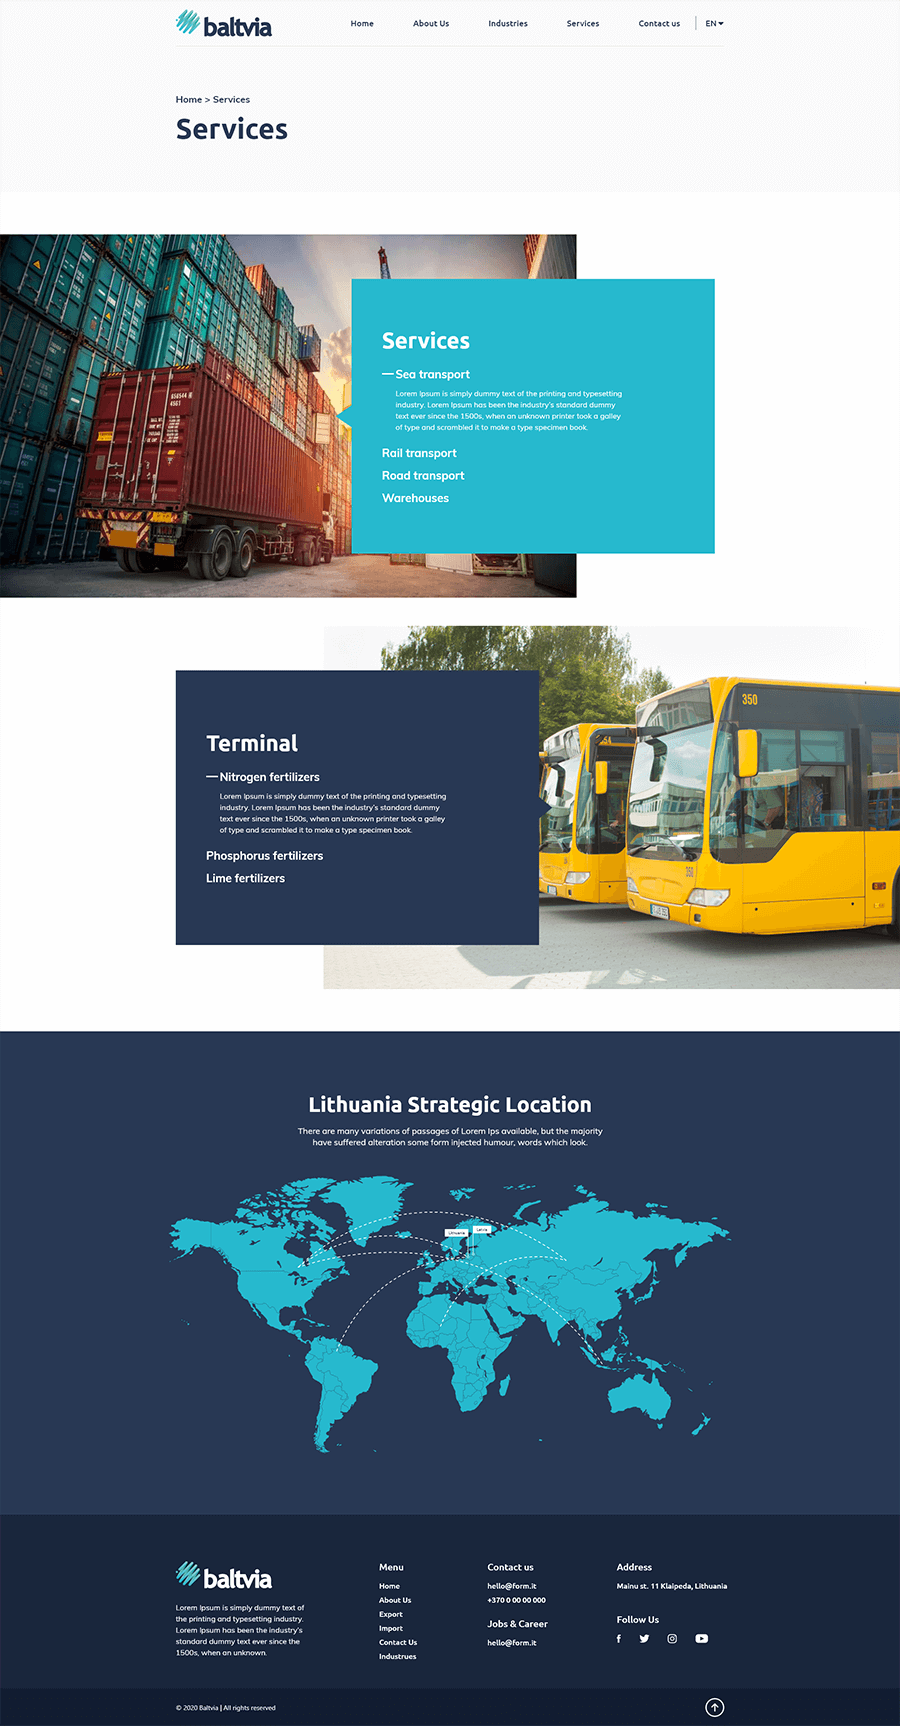 baltvia
Home About Us Industries Services Contact us EN
Home > Services
Services
Services
Sea transport
Lorem Ipsum is simply dummy text of the printing and typesetting
industry. Lorem Ipsum has been the industry's standard dummy
text ever since the 1500s, when an unknown printer took a galley
of type and scrambled it to make a type specimen book.
Rail transport
Road transport
Warehouses
Terminal
Nitrogen fertilizers
Lorem Ipsum is simply dummy text of the printing and typesetting
industry. Lorem Ipsum has been the industry's standard dummy
text ever since the 1500s, when an unknown printer took a galley
of type and scrambled it to make a type specimen book.
Phosphorus fertilizers
Lime fertilizers
350
350
Lithuania Strategic Location
There are many variations of passages of Lorem Ips available, but the majority
have suffered alteration some form injected humour, words which look.
Lithuania
Latvia
baltvia
Lorem Ipsum is simply dummy text of
the printing and typesetting industry.
Lorem Ipsum has been the industry's
standard dummy text ever since the
1500s, when an unknown.
Menu
Home
About Us
Export
Import
Contact Us
Industrues
Contact us
hello@form.it
+370 0 00 00 000
Jobs & Career
hello@form.it
Address
Mainu st. 11 Klaipeda, Lithuania
Follow Us
© 2020 Baltvia | All rights reserved